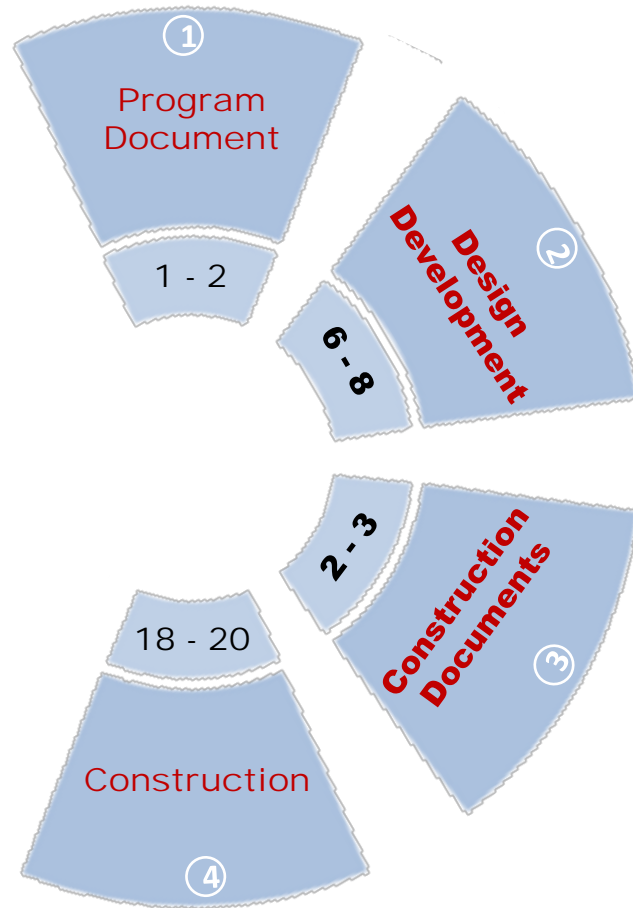 1
Program
Document
1 - 2
2
Design
Development
6 - 8
3
Construction
Documents
2 - 3
18 - 20
Construction
4